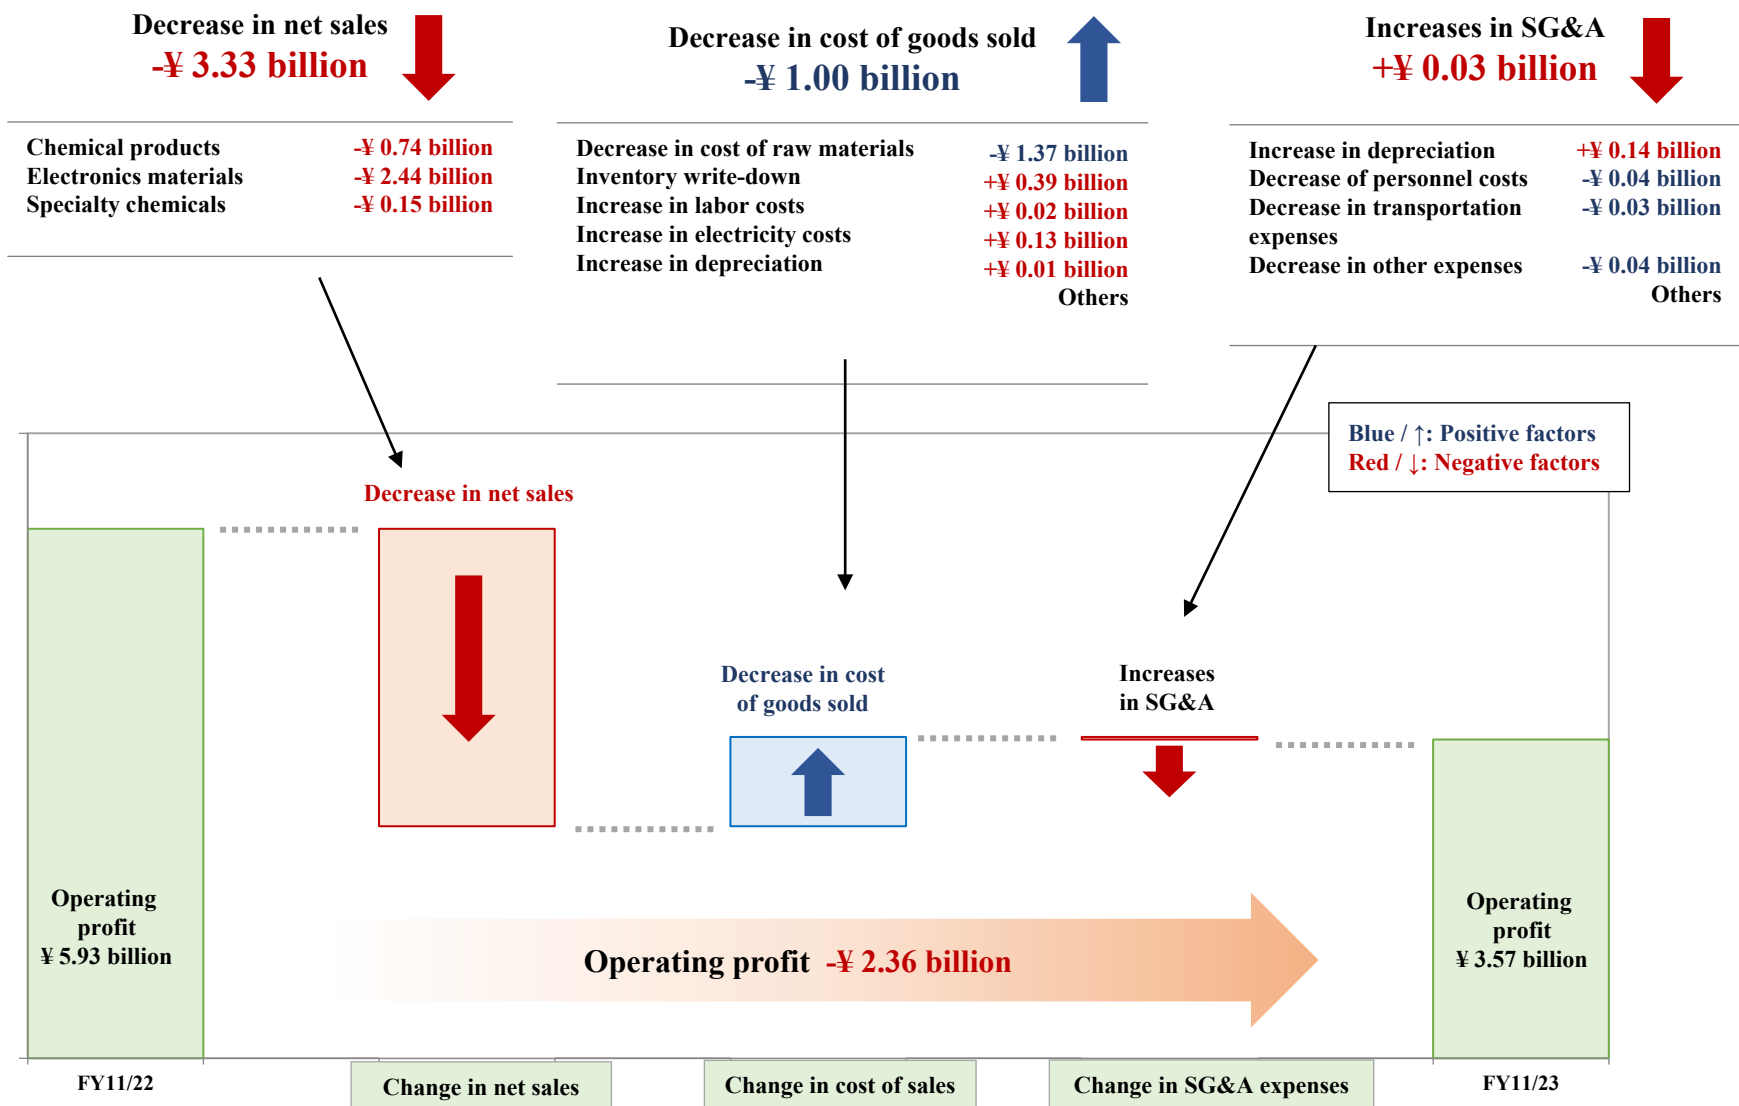 Decrease in net sales
-¥ 3.33 billion
Chemical products -¥ 0.74 billion
Electronics materials -¥ 2.44 billion
Specialty chemicals -¥ 0.15 billion
Decrease in cost of goods sold
-¥ 1.00 billion
Decrease in cost of raw materials -¥ 1.37 billion
Inventory write-down +¥ 0.39 billion
Increase in labor costs +¥ 0.02 billion
Increase in electricity costs +¥ 0.13 billion
Increase in depreciation +¥ 0.01 billion
Others
Increases in SG&A
+¥ 0.03 billion
Increase in depreciation +¥ 0.14 billion
Decrease of personnel costs -¥ 0.04 billion
Decrease in transportation -¥ 0.03 billion
expenses
Decrease in other expenses -¥ 0.04 billion
Others
Blue / ↑: Positive factors
Red / ↓: Negative factors
Decrease in net sales
Decrease in cost
of goods sold
Increases
in SG&A
Operating
profit
¥ 5.93 billion
Operating profit -¥ 2.36 billion
Operating
profit
¥ 3.57 billion
FY11/22
Change in net sales
Change in cost of sales
Change in SG&A expenses
FY11/23